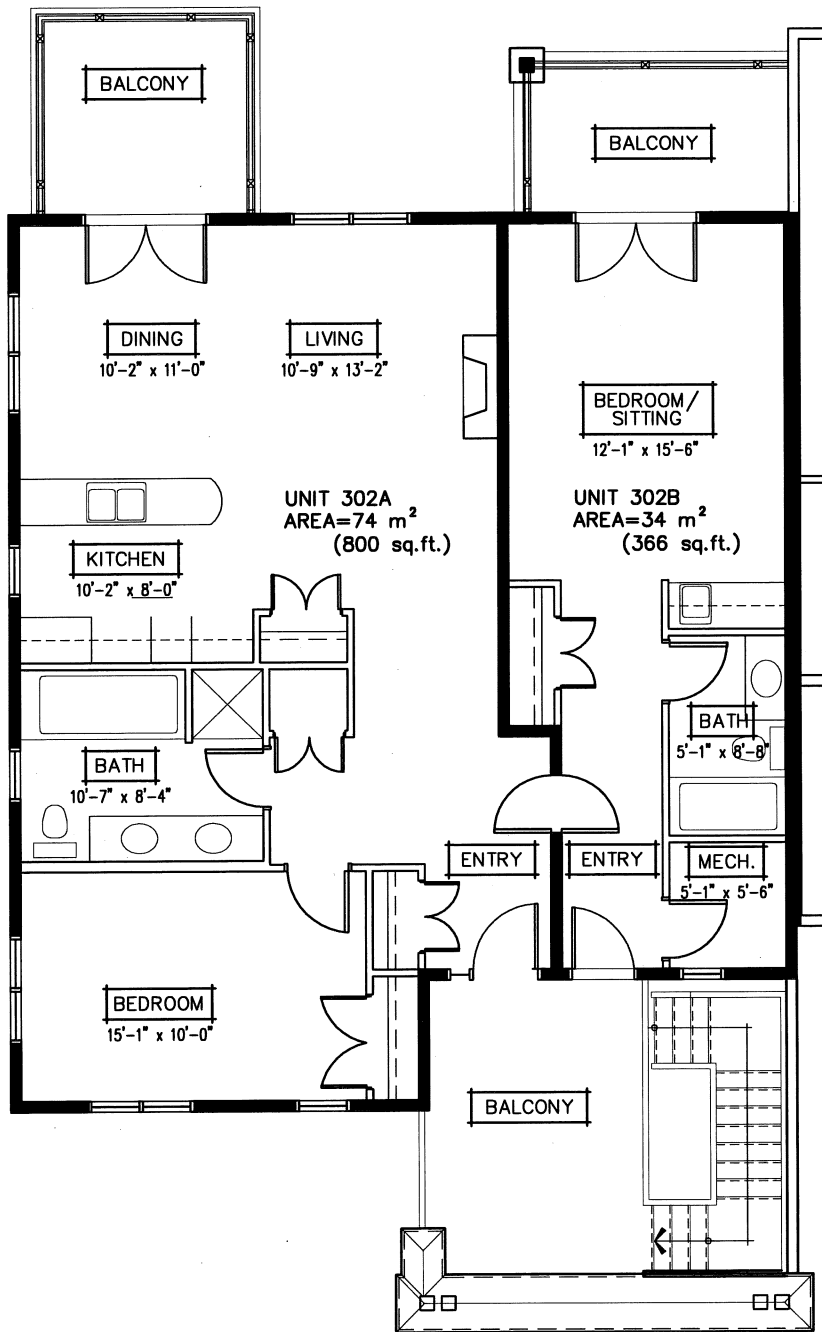 BALCONY
BALCONY
DINING
10'-2" x 11'-0"
LIVING
10'-9" x 13'-2"
BEDROOM/
SITTING
12'-1" x 15'-6"
UNIT 302A
AREA=74 m²
(800 sq.ft.)
UNIT 302B
AREA=34 m²
(366 sq.ft.)
KITCHEN
10'-2" x 8'-0"
BATH
5'-1" x 8'-8"
BATH
10'-7" x 8'-4"
ENTRY
ENTRY
MECH.
5'-1" x 5'-6"
BEDROOM
15'-1" x 10'-0"
BALCONY